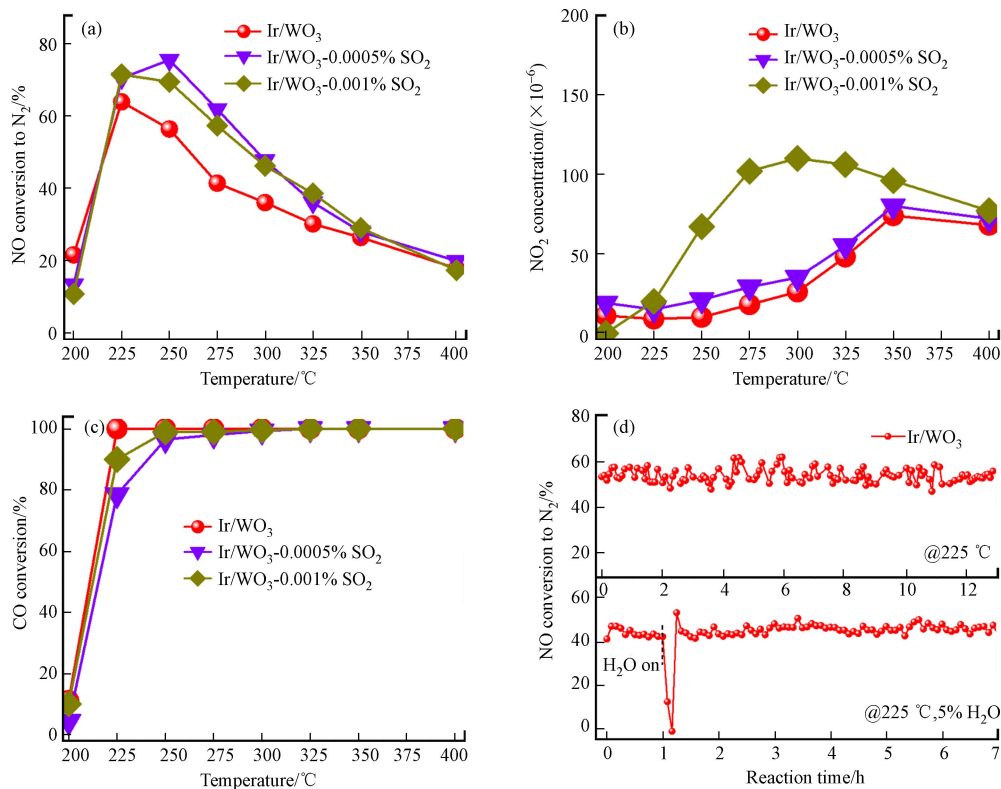 (a)
Ir/WO₃
Ir/WO₃-0.0005% SO₂
Ir/WO₃-0.001% SO₂
NO conversion to N₂/%
80
60
40
20
0
200 225 250 275 300 325 350 375 400
Temperature/℃
(b)
Ir/WO₃
Ir/WO₃-0.0005% SO₂
Ir/WO₃-0.001% SO₂
NO₂ concentration/(×10⁻⁶)
200
150
100
50
0
200 225 250 275 300 325 350 375 400
Temperature/℃
(c)
Ir/WO₃
Ir/WO₃-0.0005% SO₂
Ir/WO₃-0.001% SO₂
CO conversion/%
100
80
60
40
20
0
200 225 250 275 300 325 350 375 400
Temperature/℃
(d)
Ir/WO₃
NO conversion to N₂/%
80
60
40
20
@225 ℃
0 2 4 6 8 10 12
60
40
20
0
H₂O on
@225 ℃,5% H₂O
0 1 2 3 4 5 6 7
Reaction time/h